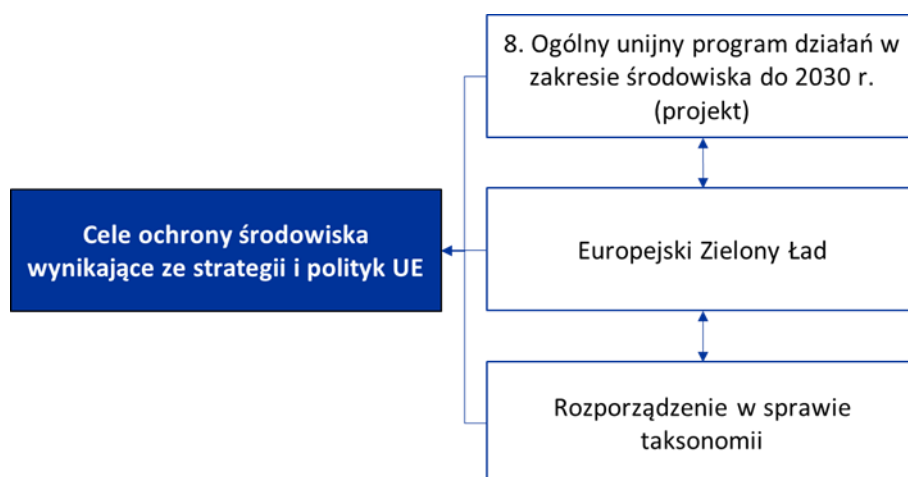 8. Ogólny unijny program działań w
zakresie środowiska do 2030 r.
(projekt)
Cele ochrony środowiska
wynikające ze strategii i polityk UE
Europejski Zielony Ład
Rozporządzenie w sprawie
taksonomii